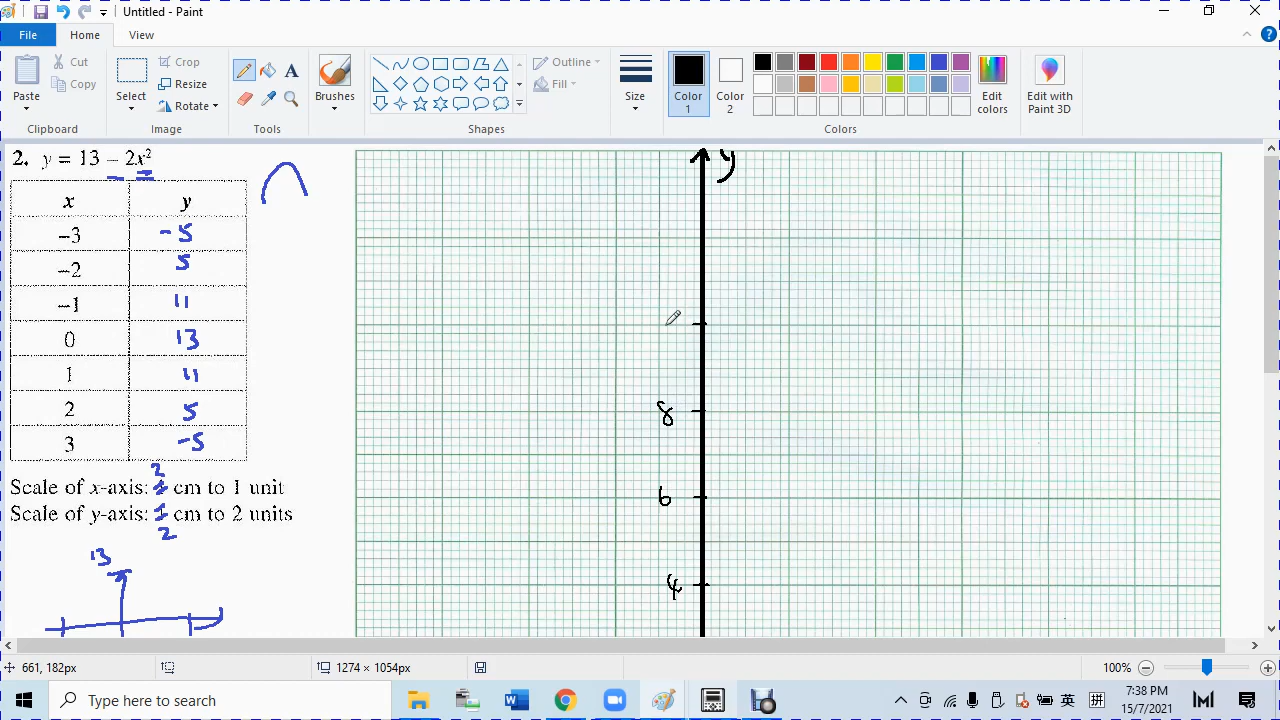 Untitled - Paint
File Home View
Paste Cut Copy Clipboard
Select Crop Resize Rotate Image
Tools
Brushes
Outline Fill Shapes
Size
Color 1 Color 2 Edit colors Colors
Edit with Paint 3D
2. y = 13 – 2x²
x y
–3 -5
–2 5
–1 11
0 13
1 11
2 5
3 -5
2
Scale of x-axis: 1 cm to 1 unit
Scale of y-axis: 1 cm to 2 units
2
13
y
8
6
4
661, 182px 1274 × 1054px 100%
Type here to search
英 拼
7:38 PM
15/7/2021